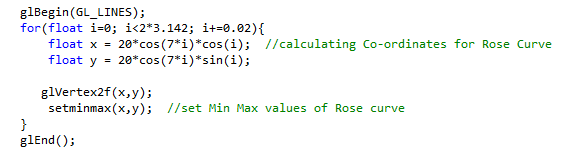 glBegin(GL_LINES);
for(float i=0; i<2*3.142; i+=0.02){
float x = 20*cos(7*i)*cos(i); //calculating Co-ordinates for Rose Curve
float y = 20*cos(7*i)*sin(i);
glVertex2f(x,y);
setminmax(x,y); //set Min Max values of Rose curve
}
glEnd();